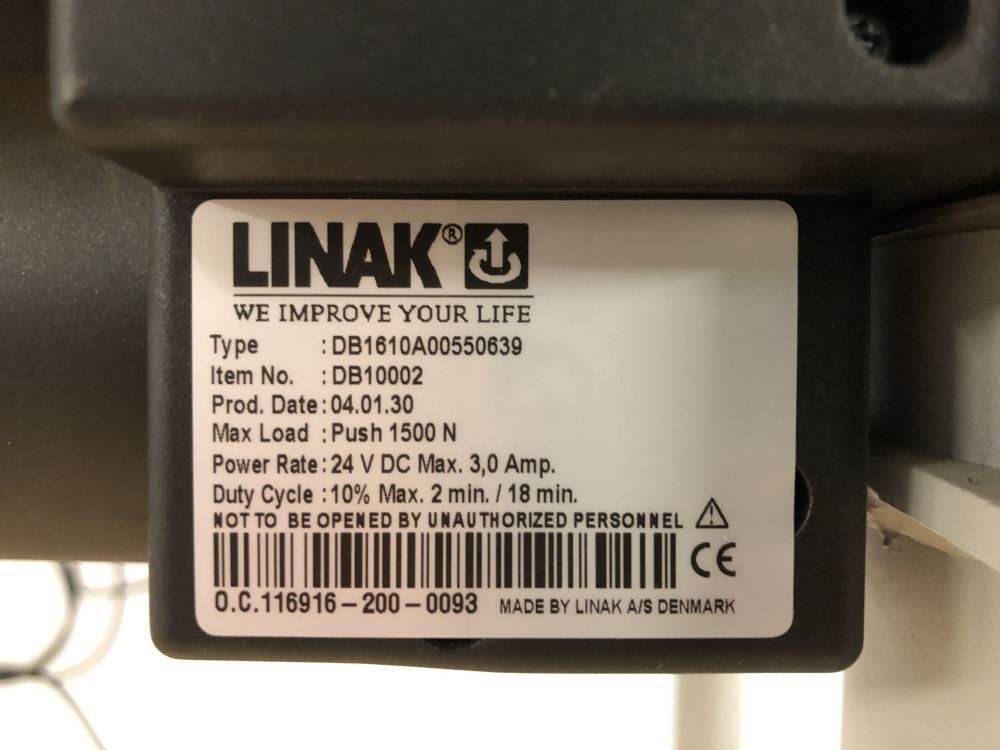 LINAK®
WE IMPROVE YOUR LIFE
Type : DB1610A00550639
Item No. : DB10002
Prod. Date : 04.01.30
Max Load : Push 1500 N
Power Rate : 24 V DC Max. 3,0 Amp.
Duty Cycle : 10% Max. 2 min. / 18 min.
NOT TO BE OPENED BY UNAUTHORIZED PERSONNEL
CE
O.C.116916-200-0093 MADE BY LINAK A/S DENMARK